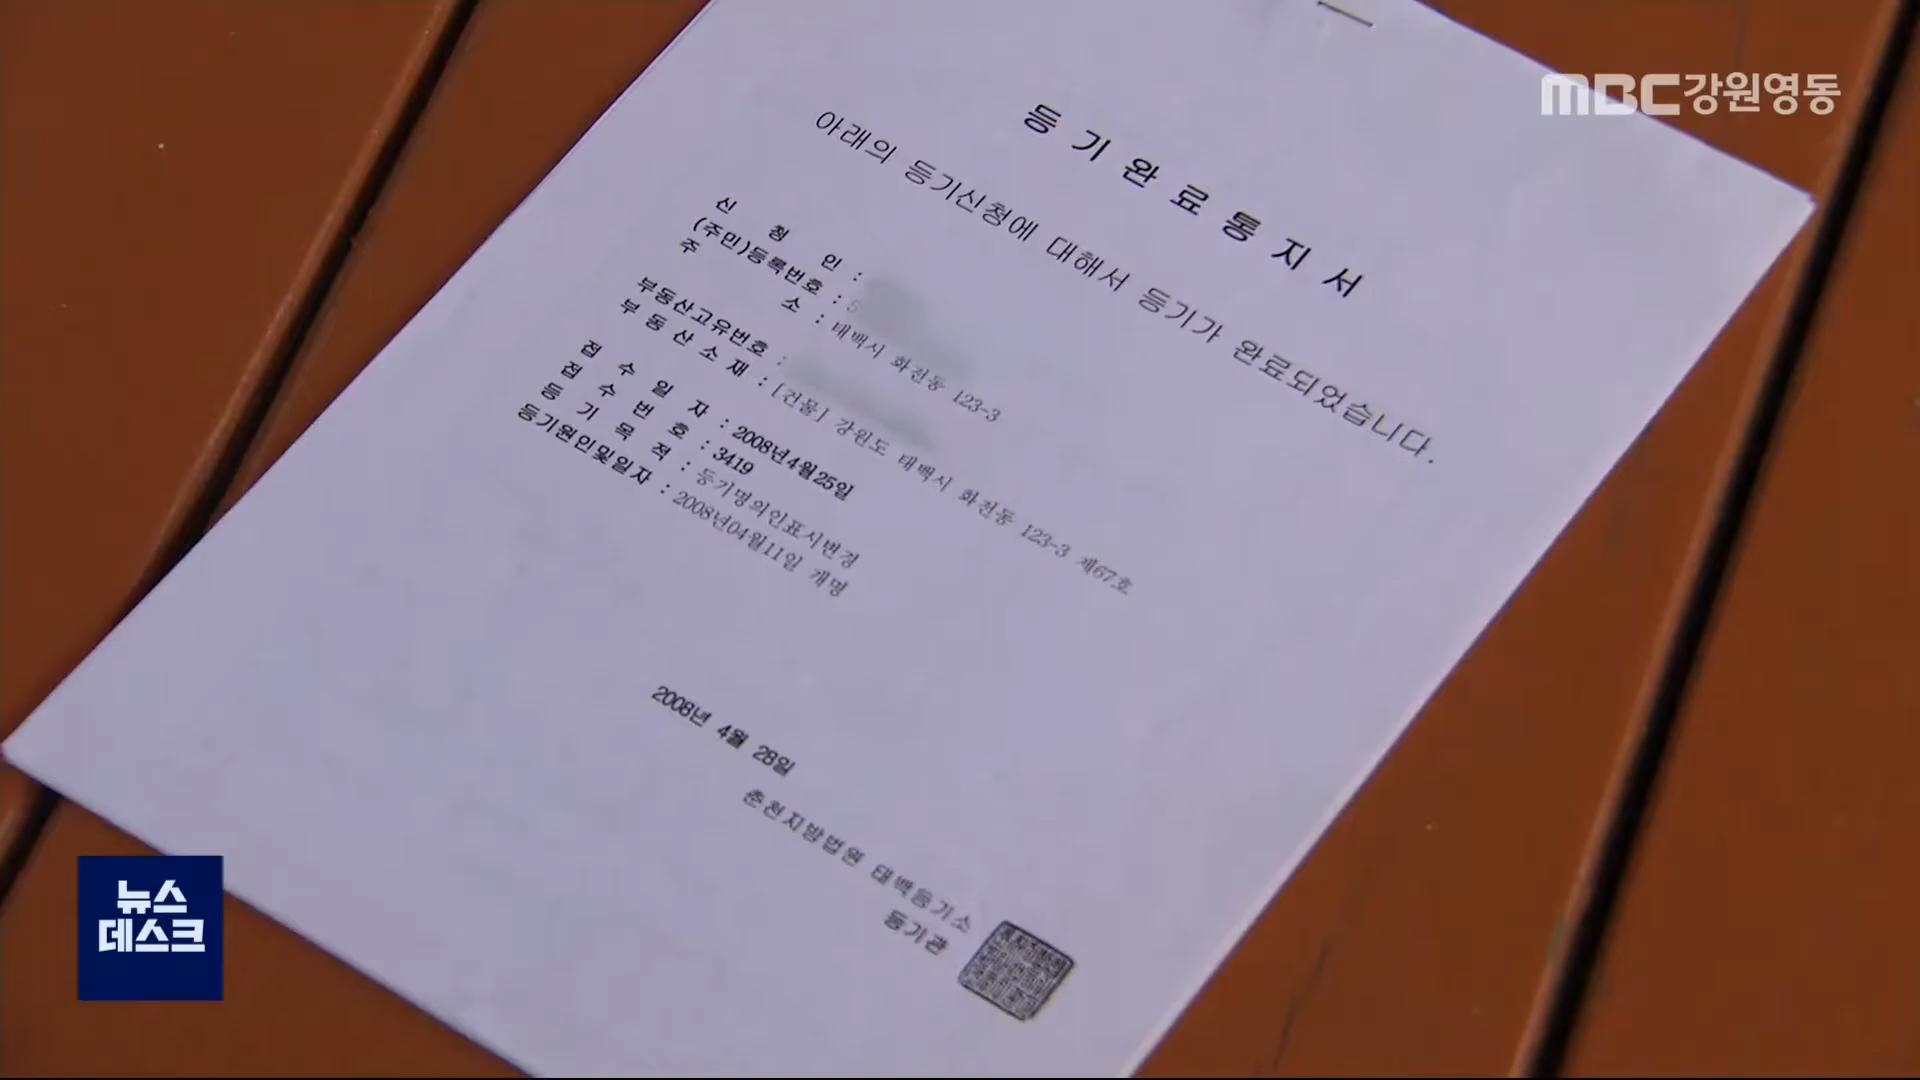 MBC강원영동
등 기 완 료 통 지 서
아래의 등기신청에 대해서 등기가 완료되었습니다.
신 청 인 :
(주민)등록번호 : 5
주 소 : 태백시 화전동 123-3
부동산고유번호 :
부 동 산 소 재 : [건물] 강원도 태백시 화전동 123-3 제67호
접 수 일 자 : 2008년4월25일
접 수 번 호 : 3419
등 기 목 적 : 등기명의인표시변경
등기원인및일자 : 2008년04월11일 개명
2008년 4월 28일
춘천지방법원 태백등기소
등기관
뉴스
데스크